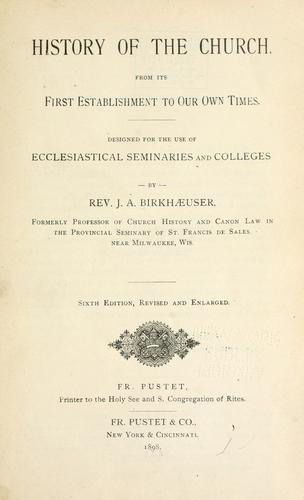 HISTORY OF THE CHURCH.
FROM ITS
FIRST ESTABLISHMENT TO OUR OWN TIMES.
DESIGNED FOR THE USE OF
ECCLESIASTICAL SEMINARIES AND COLLEGES
— BY —
REV. J. A. BIRKHÆUSER,
FORMERLY PROFESSOR OF CHURCH HISTORY AND CANON LAW IN
THE PROVINCIAL SEMINARY OF ST. FRANCIS DE SALES,
NEAR MILWAUKEE, WIS.
SIXTH EDITION, REVISED AND ENLARGED.
FR. PUSTET,
Printer to the Holy See and S. Congregation of Rites.
FR. PUSTET & CO.,
NEW YORK & CINCINNATI.
1898.